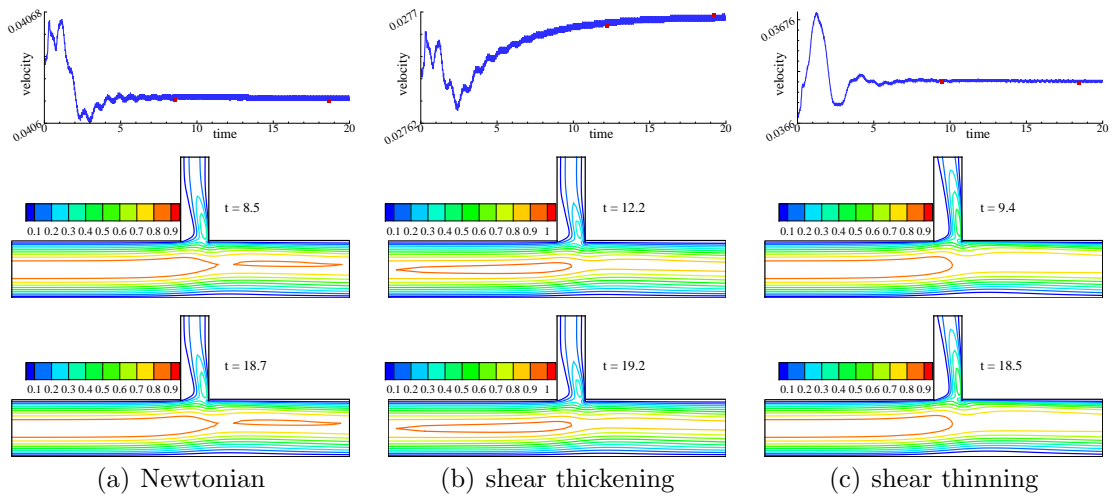 0.04068 0.0277 0.03676
velocity velocity velocity
0.0406 0.02762 0.0366
0 5 10 15 20 0 5 10 15 20 0 5 10 15 20
time time time
t = 8.5 t = 12.2 t = 9.4
0.1 0.2 0.3 0.4 0.5 0.6 0.7 0.8 0.9 0.1 0.2 0.3 0.4 0.5 0.6 0.7 0.8 0.9 1 0.1 0.2 0.3 0.4 0.5 0.6 0.7 0.8 0.9
t = 18.7 t = 19.2 t = 18.5
0.1 0.2 0.3 0.4 0.5 0.6 0.7 0.8 0.9 0.1 0.2 0.3 0.4 0.5 0.6 0.7 0.8 0.9 1 0.1 0.2 0.3 0.4 0.5 0.6 0.7 0.8 0.9
(a) Newtonian (b) shear thickening (c) shear thinning